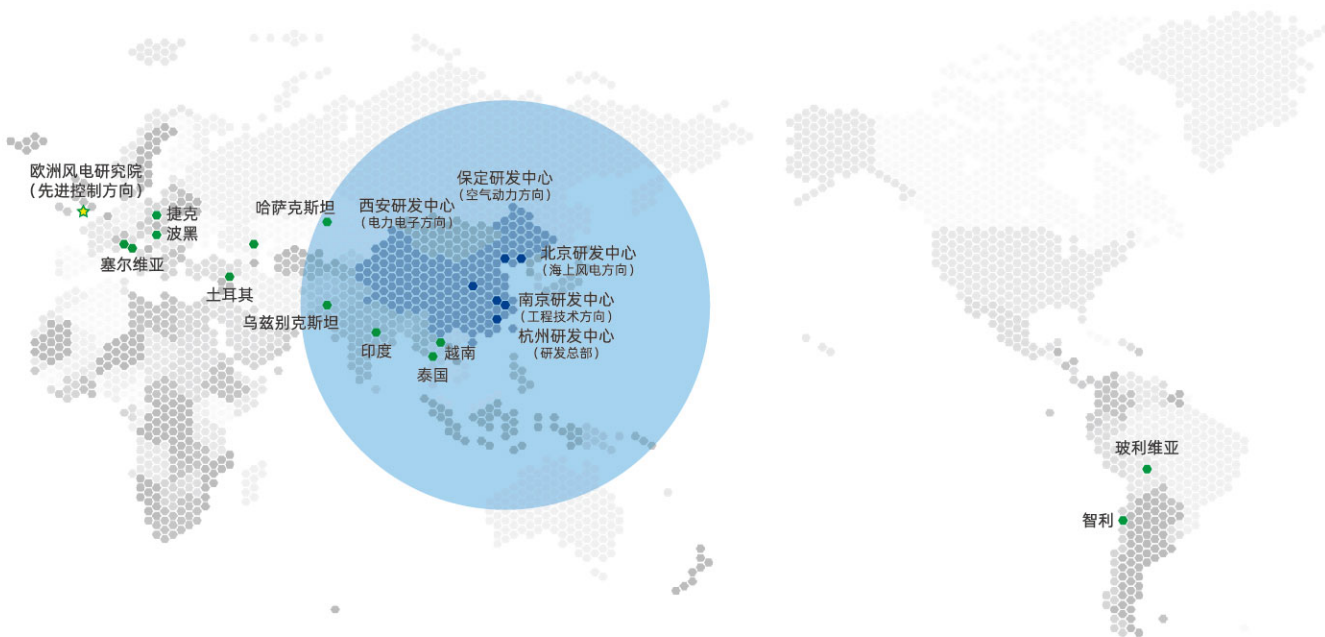 欧洲风电研究院
(先进控制方向)
捷克
波黑
塞尔维亚
土耳其
哈萨克斯坦
乌兹别克斯坦
印度
越南
泰国
西安研发中心
(电力电子方向)
保定研发中心
(空气动力方向)
北京研发中心
(海上风电方向)
南京研发中心
(工程技术方向)
杭州研发中心
(研发总部)
玻利维亚
智利